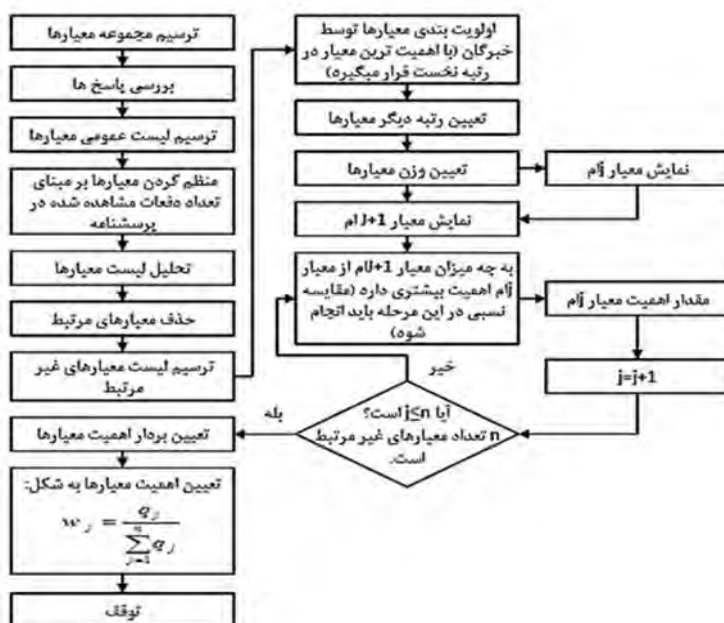 ترسیم مجموعه معیارها
بررسی پاسخ ها
ترسیم لیست عمومی معیارها
منظم کردن معیارها بر مبنای
تعداد دفعات مشاهده شده در
پرسشنامه
تحلیل لیست معیارها
حذف معیارهای مرتبط
ترسیم لیست معیارهای غیر
مرتبط
اولویت بندی معیارها توسط
خبرگان (با اهمیت ترین معیار در
رتبه نخست قرار میگیره)
تعیین رتبه دیگر معیارها
تعیین وزن معیارها
نمایش معیار jام
نمایش معیار J+1 ام
به چه میزان معیار J+1ام از معیار
jام اهمیت بیشتری داره (مقایسه
نسبی در این مرحله باید انجام
شوه)
مقدار اهمیت معیار jام
j=j+1
خیر
آیا j≤n است؟
n تعداد معیارهای غیر مرتبط
است.
بله
تعیین بردار اهمیت معیارها
تعیین اهمیت معیارها به شکل:
w_j = q_j / ∑_{j=1}^{n} q_j
توقف